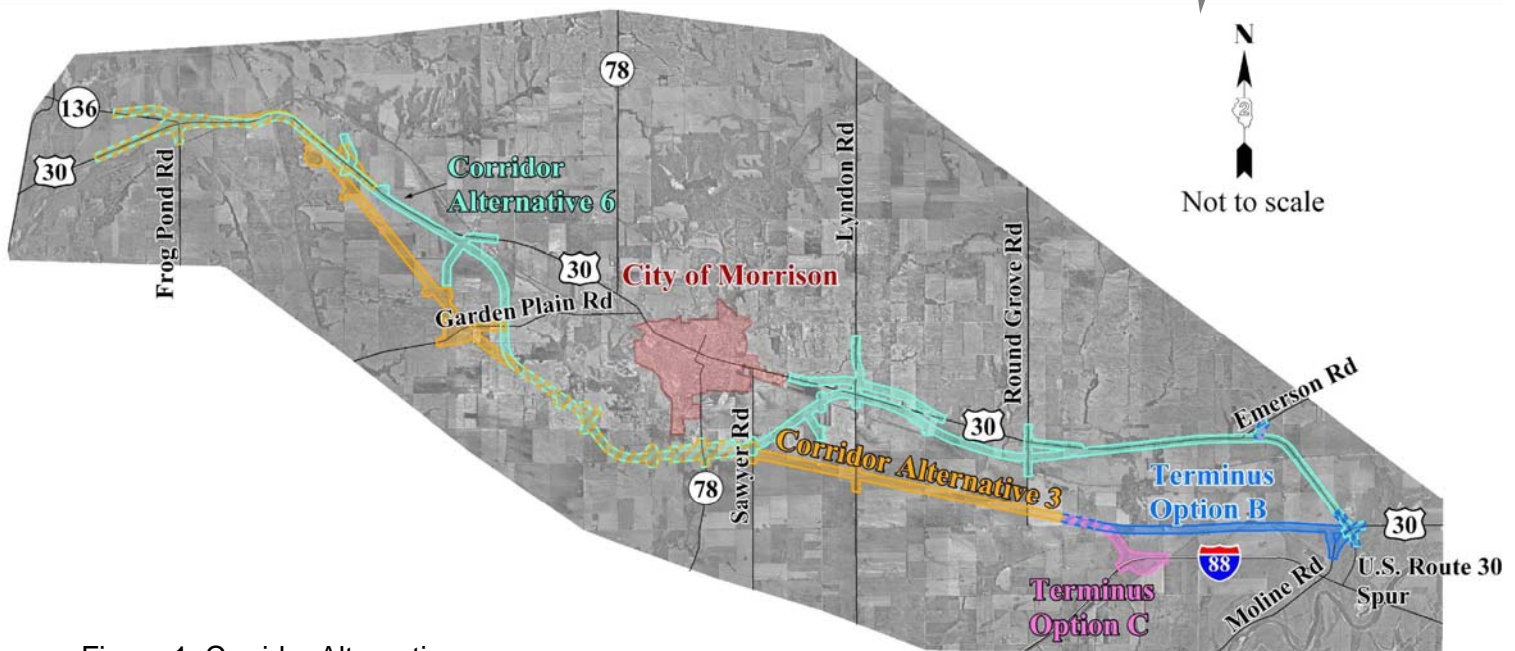 N
2
Not to scale
78
136
30
Frog Pond Rd
Corridor
Alternative 6
Lyndon Rd
30
City of Morrison
Garden Plain Rd
Round Grove Rd
Emerson Rd
30
Sawyer Rd
Corridor Alternative 3
78
Terminus
Option B
30
88
U.S. Route 30
Spur
Moline Rd
Terminus
Option C